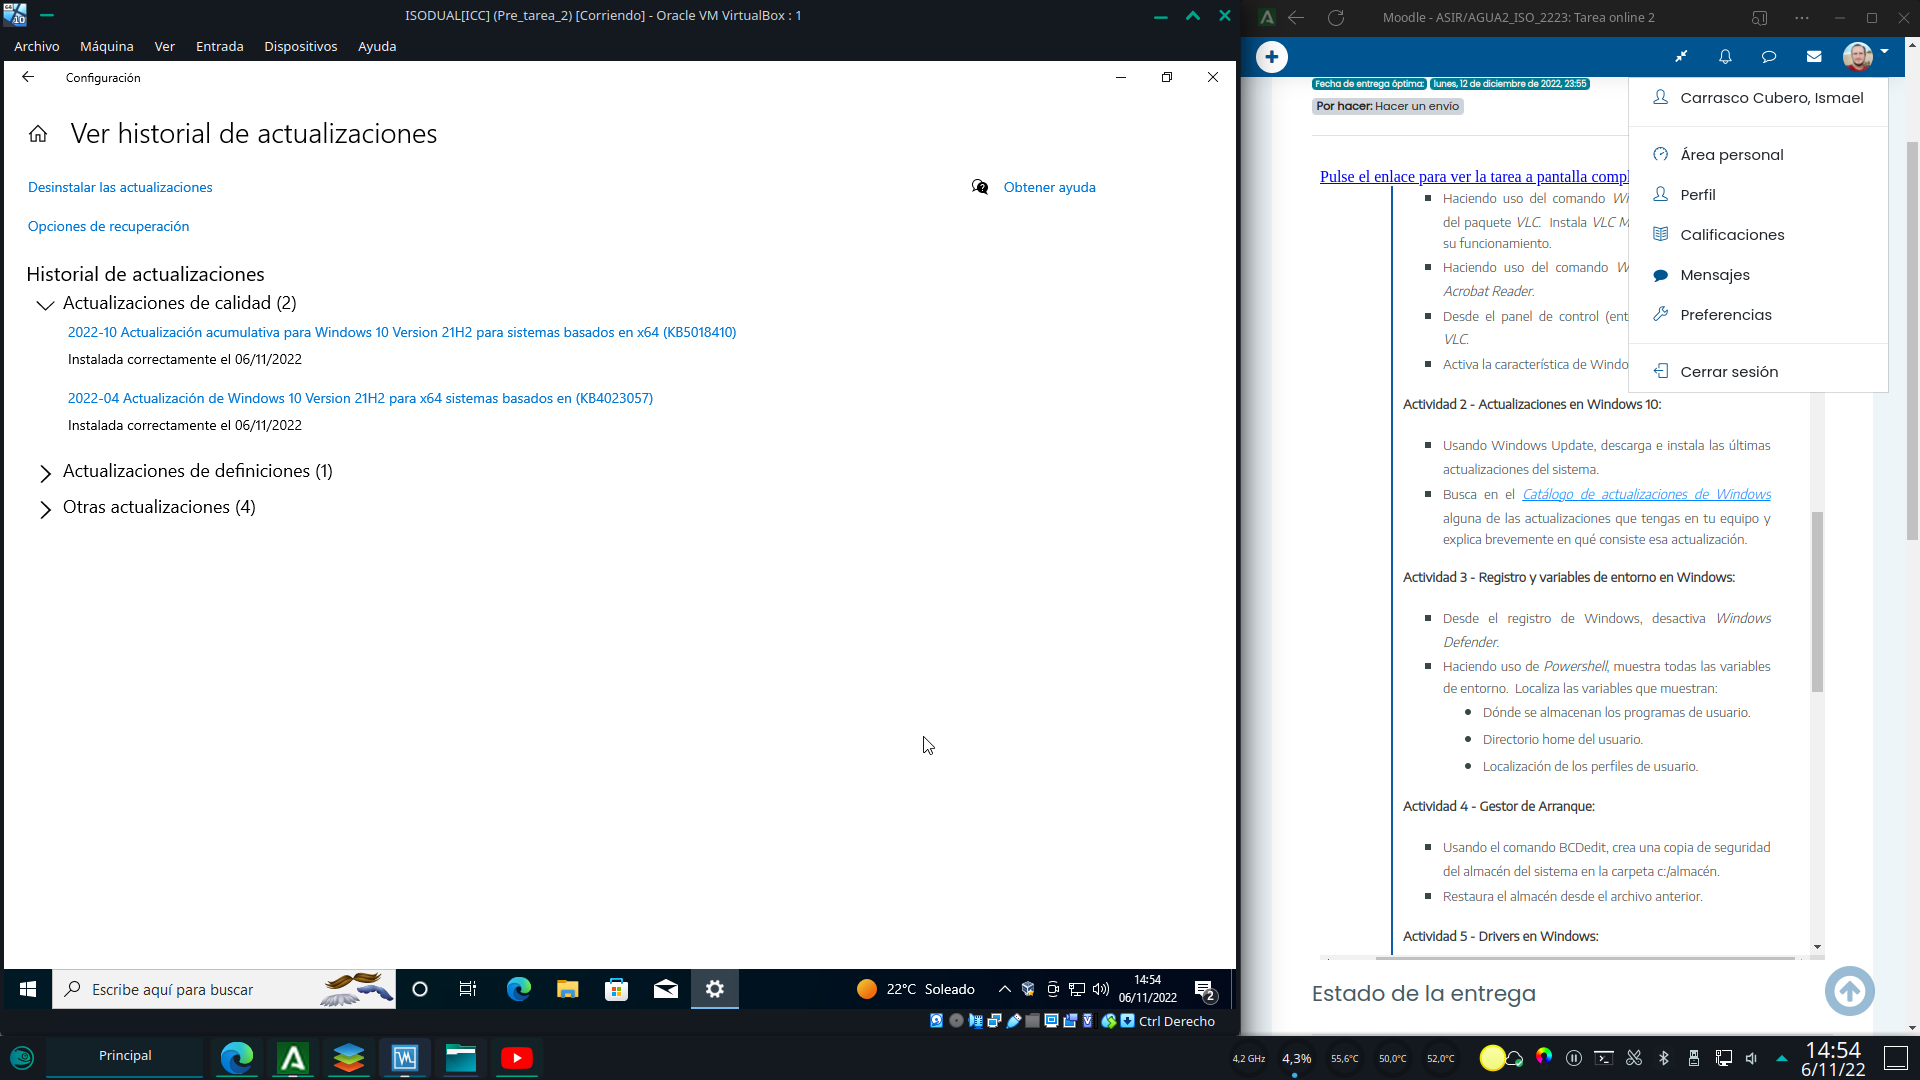 ISODUAL[ICC] (Pre_tarea_2) [Corriendo] - Oracle VM VirtualBox : 1
Archivo Máquina Ver Entrada Dispositivos Ayuda
Configuración
Ver historial de actualizaciones
Desinstalar las actualizaciones
Obtener ayuda
Opciones de recuperación
Historial de actualizaciones
Actualizaciones de calidad (2)
2022-10 Actualización acumulativa para Windows 10 Version 21H2 para sistemas basados en x64 (KB5018410)
Instalada correctamente el 06/11/2022
2022-04 Actualización de Windows 10 Version 21H2 para x64 sistemas basados en (KB4023057)
Instalada correctamente el 06/11/2022
Actualizaciones de definiciones (1)
Otras actualizaciones (4)
Escribe aquí para buscar
22°C Soleado
14:54
06/11/2022
2
Ctrl Derecho
Moodle - ASIR/AGUA2_ISO_2223: Tarea online 2
Fecha de entrega óptima: lunes, 12 de diciembre de 2022, 23:55
Por hacer: Hacer un envío
Pulse el enlace para ver la tarea a pantalla compl
Haciendo uso del comando Wi
del paquete VLC. Instala VLC M
su funcionamiento.
Haciendo uso del comando W
Acrobat Reader.
Desde el panel de control (ent
VLC.
Activa la característica de Windo
Carrasco Cubero, Ismael
Área personal
Perfil
Calificaciones
Mensajes
Preferencias
Cerrar sesión
Actividad 2 - Actualizaciones en Windows 10:
Usando Windows Update, descarga e instala las últimas
actualizaciones del sistema.
Busca en el Catálogo de actualizaciones de Windows
alguna de las actualizaciones que tengas en tu equipo y
explica brevemente en qué consiste esa actualización.
Actividad 3 - Registro y variables de entorno en Windows:
Desde el registro de Windows, desactiva Windows
Defender.
Haciendo uso de Powershell, muestra todas las variables
de entorno. Localiza las variables que muestran:
Dónde se almacenan los programas de usuario.
Directorio home del usuario.
Localización de los perfiles de usuario.
Actividad 4 - Gestor de Arranque:
Usando el comando BCDedit, crea una copia de seguridad
del almacén del sistema en la carpeta c:/almacén.
Restaura el almacén desde el archivo anterior.
Actividad 5 - Drivers en Windows:
Estado de la entrega
Principal
4,2 GHz
4,3%
55,6°C
50,0°C
52,0°C
14:54
6/11/22